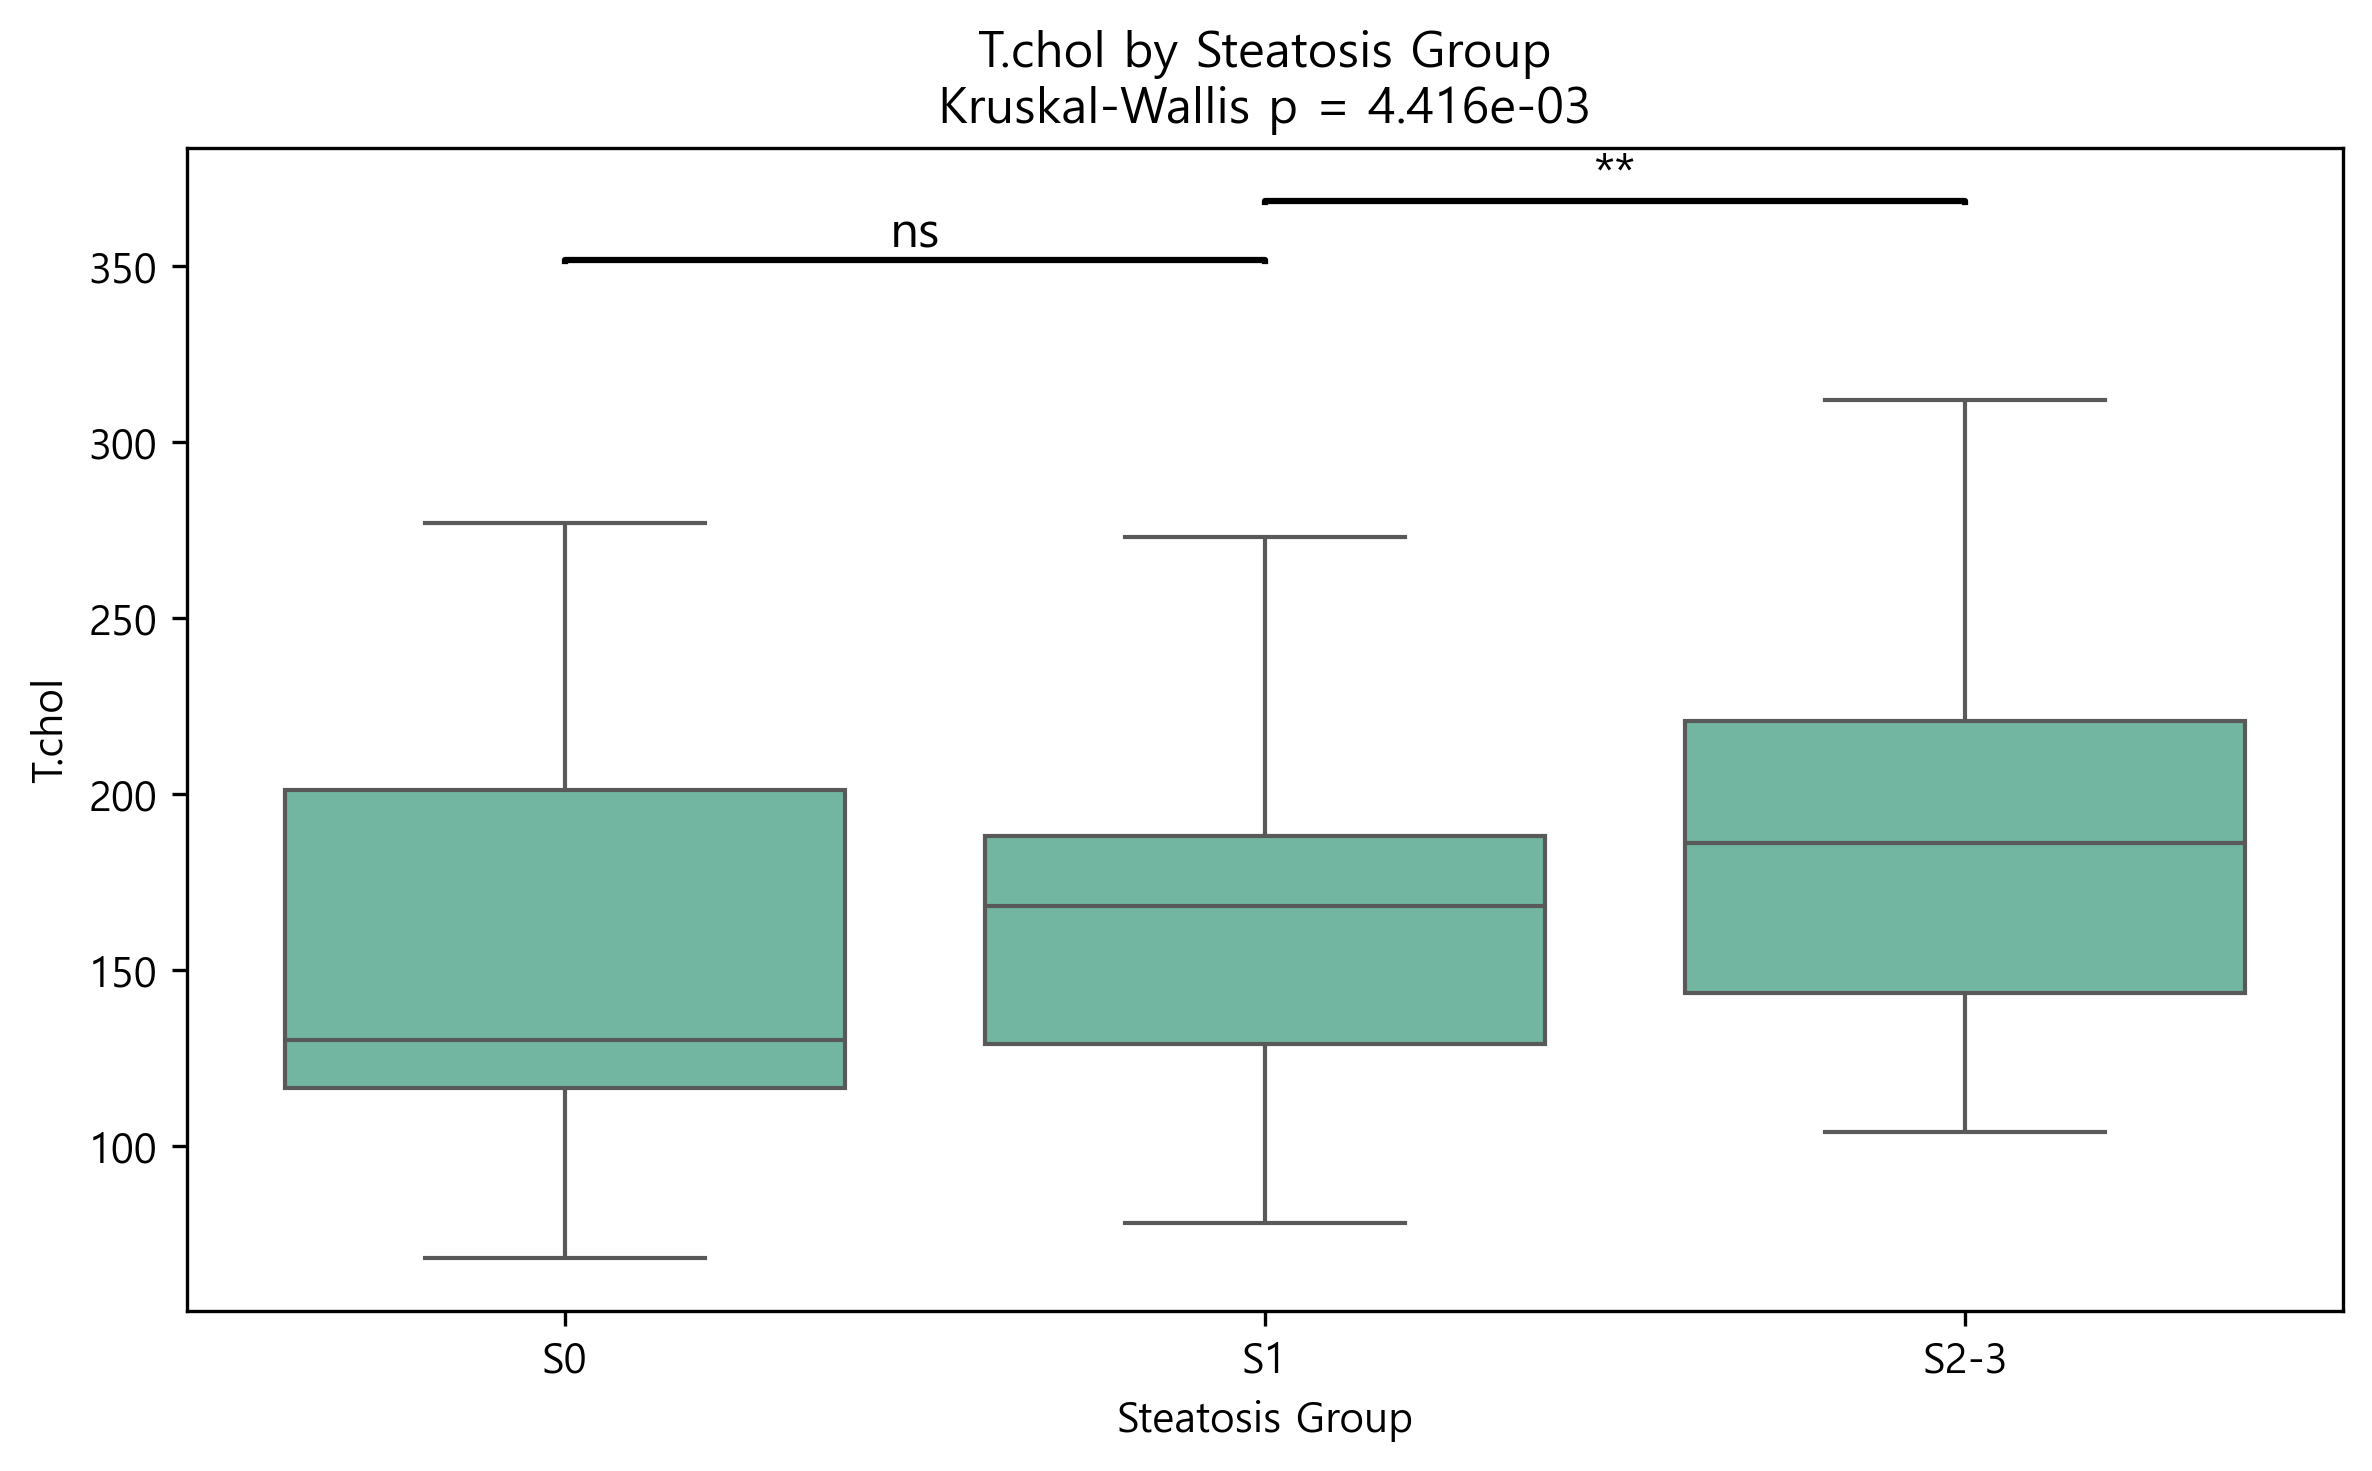 T.chol by Steatosis Group
Kruskal-Wallis p = 4.416e-03
**
ns
350
300
250
200
150
100
T.chol
S0
S1
S2-3
Steatosis Group